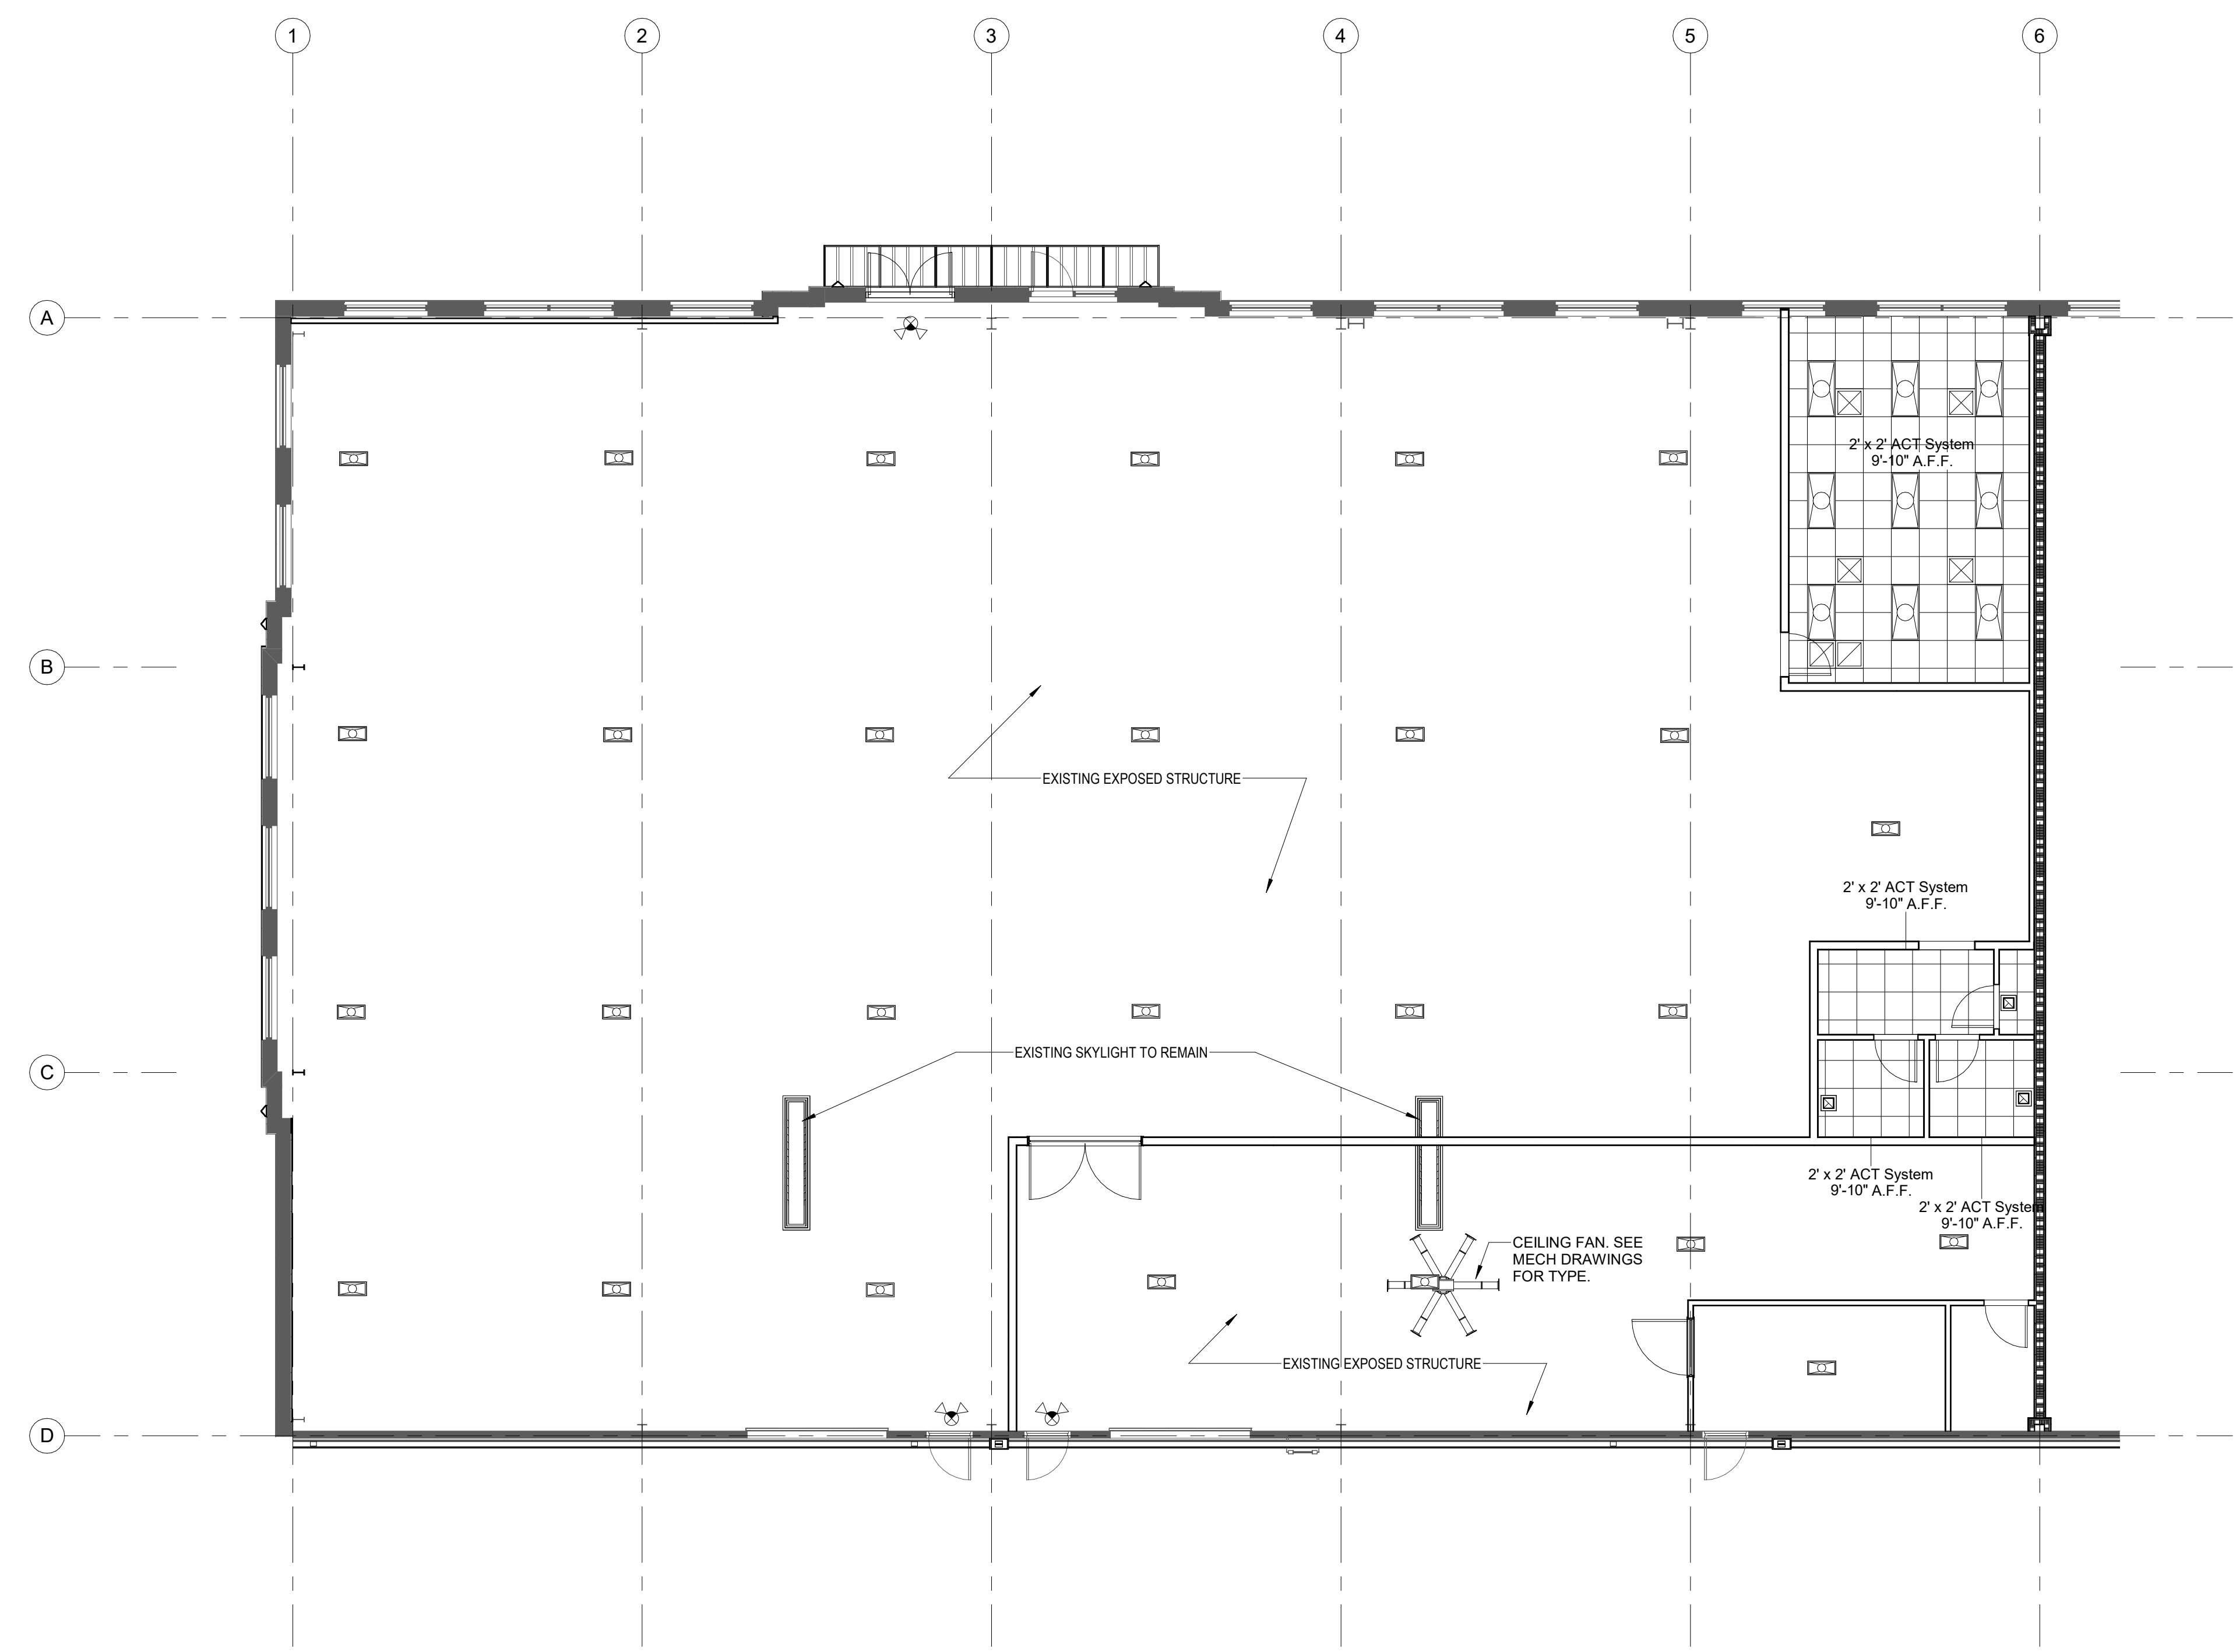 1 2 3 4 5 6
A
2' x 2' ACT System
9'-10" A.F.F.
B
EXISTING EXPOSED STRUCTURE
2' x 2' ACT System
9'-10" A.F.F.
EXISTING SKYLIGHT TO REMAIN
C
2' x 2' ACT System
9'-10" A.F.F.
2' x 2' ACT System
9'-10" A.F.F.
CEILING FAN. SEE
MECH DRAWINGS
FOR TYPE.
EXISTING EXPOSED STRUCTURE
D